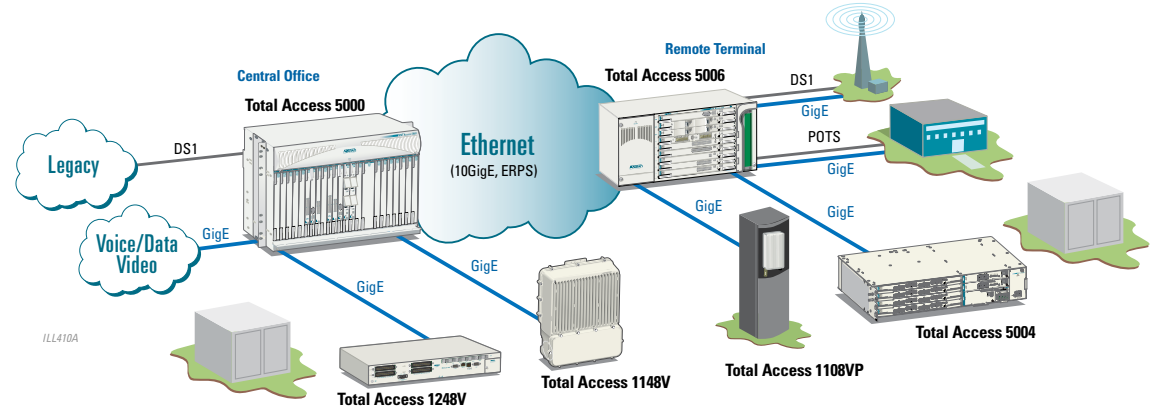 Central Office
Total Access 5000
Legacy
DS1
Voice/Data
Video
GigE
GigE
GigE
Ethernet
(10GigE, ERPS)
Remote Terminal
Total Access 5006
DS1
GigE
POTS
GigE
GigE
GigE
Total Access 5004
Total Access 1108VP
Total Access 1148V
Total Access 1248V
ILL410A